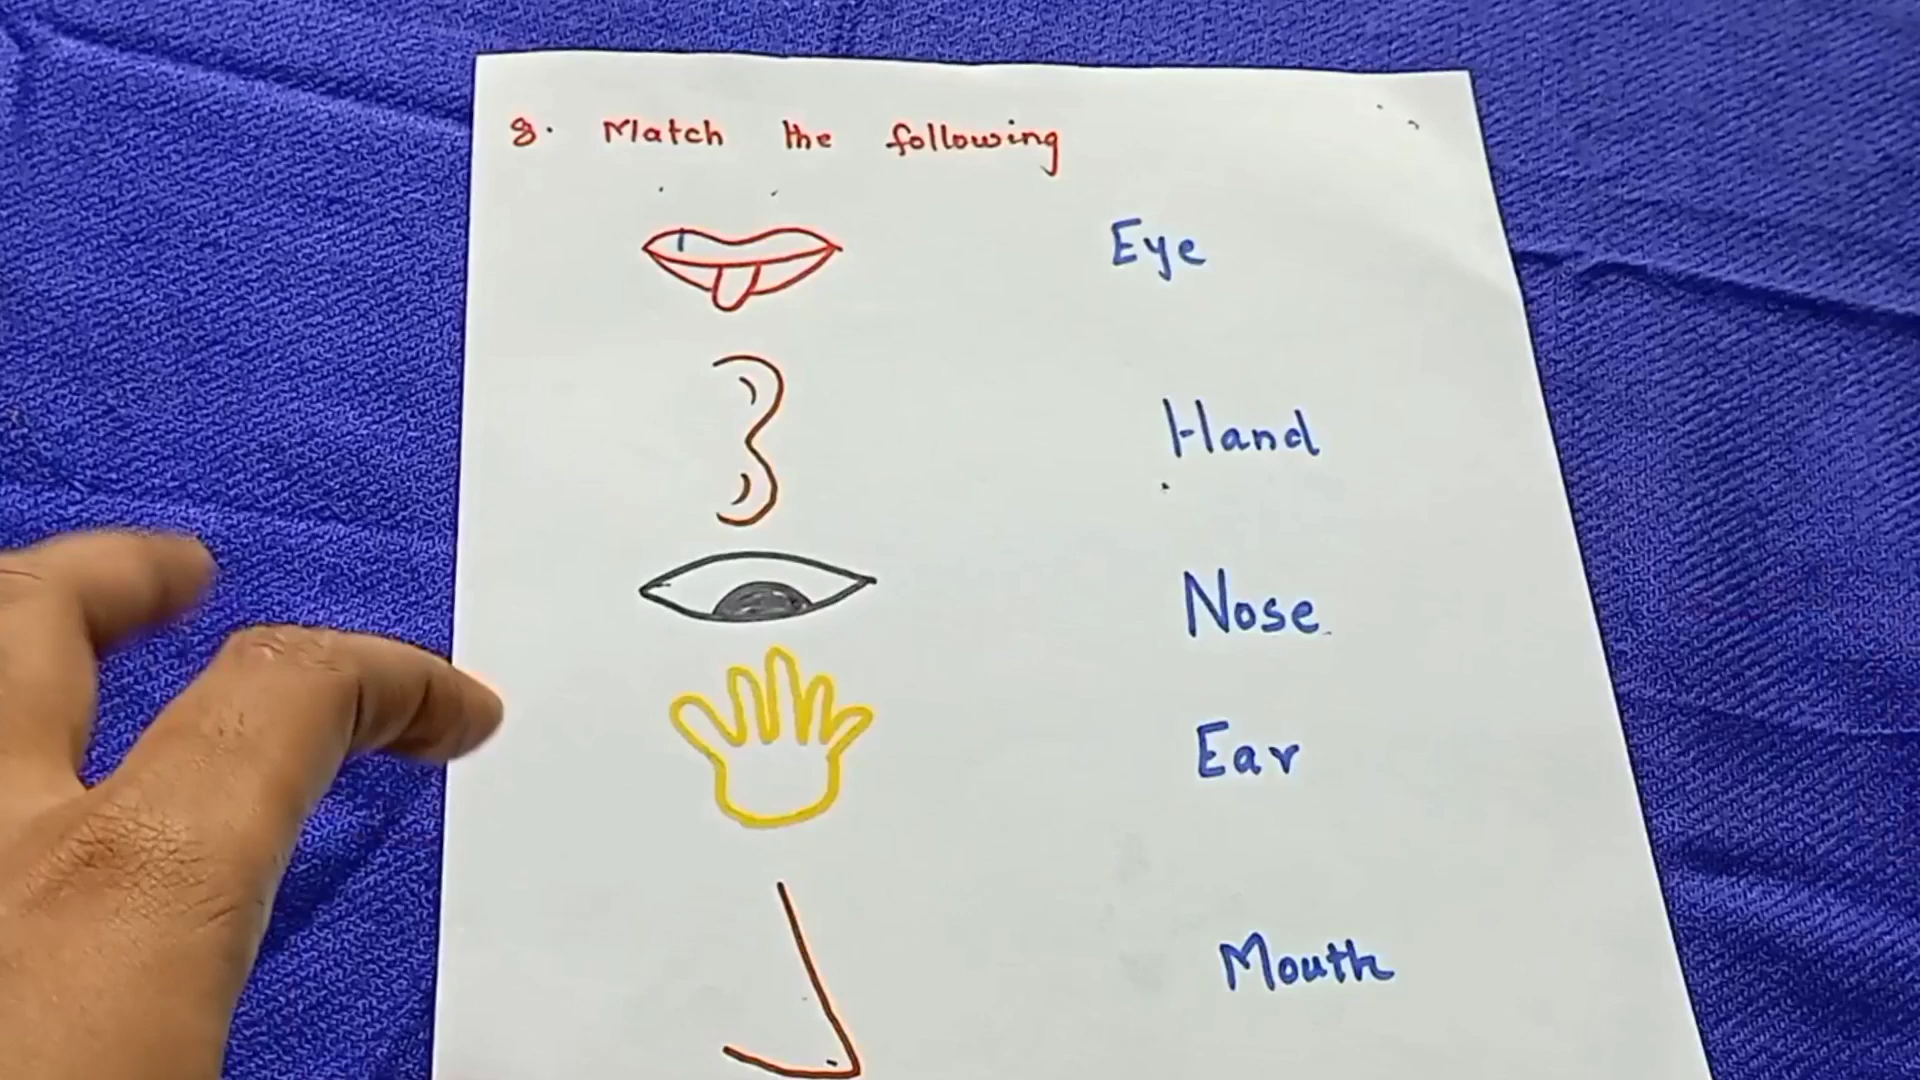 8. Match the following
Eye
Hand
Nose
Ear
Mouth